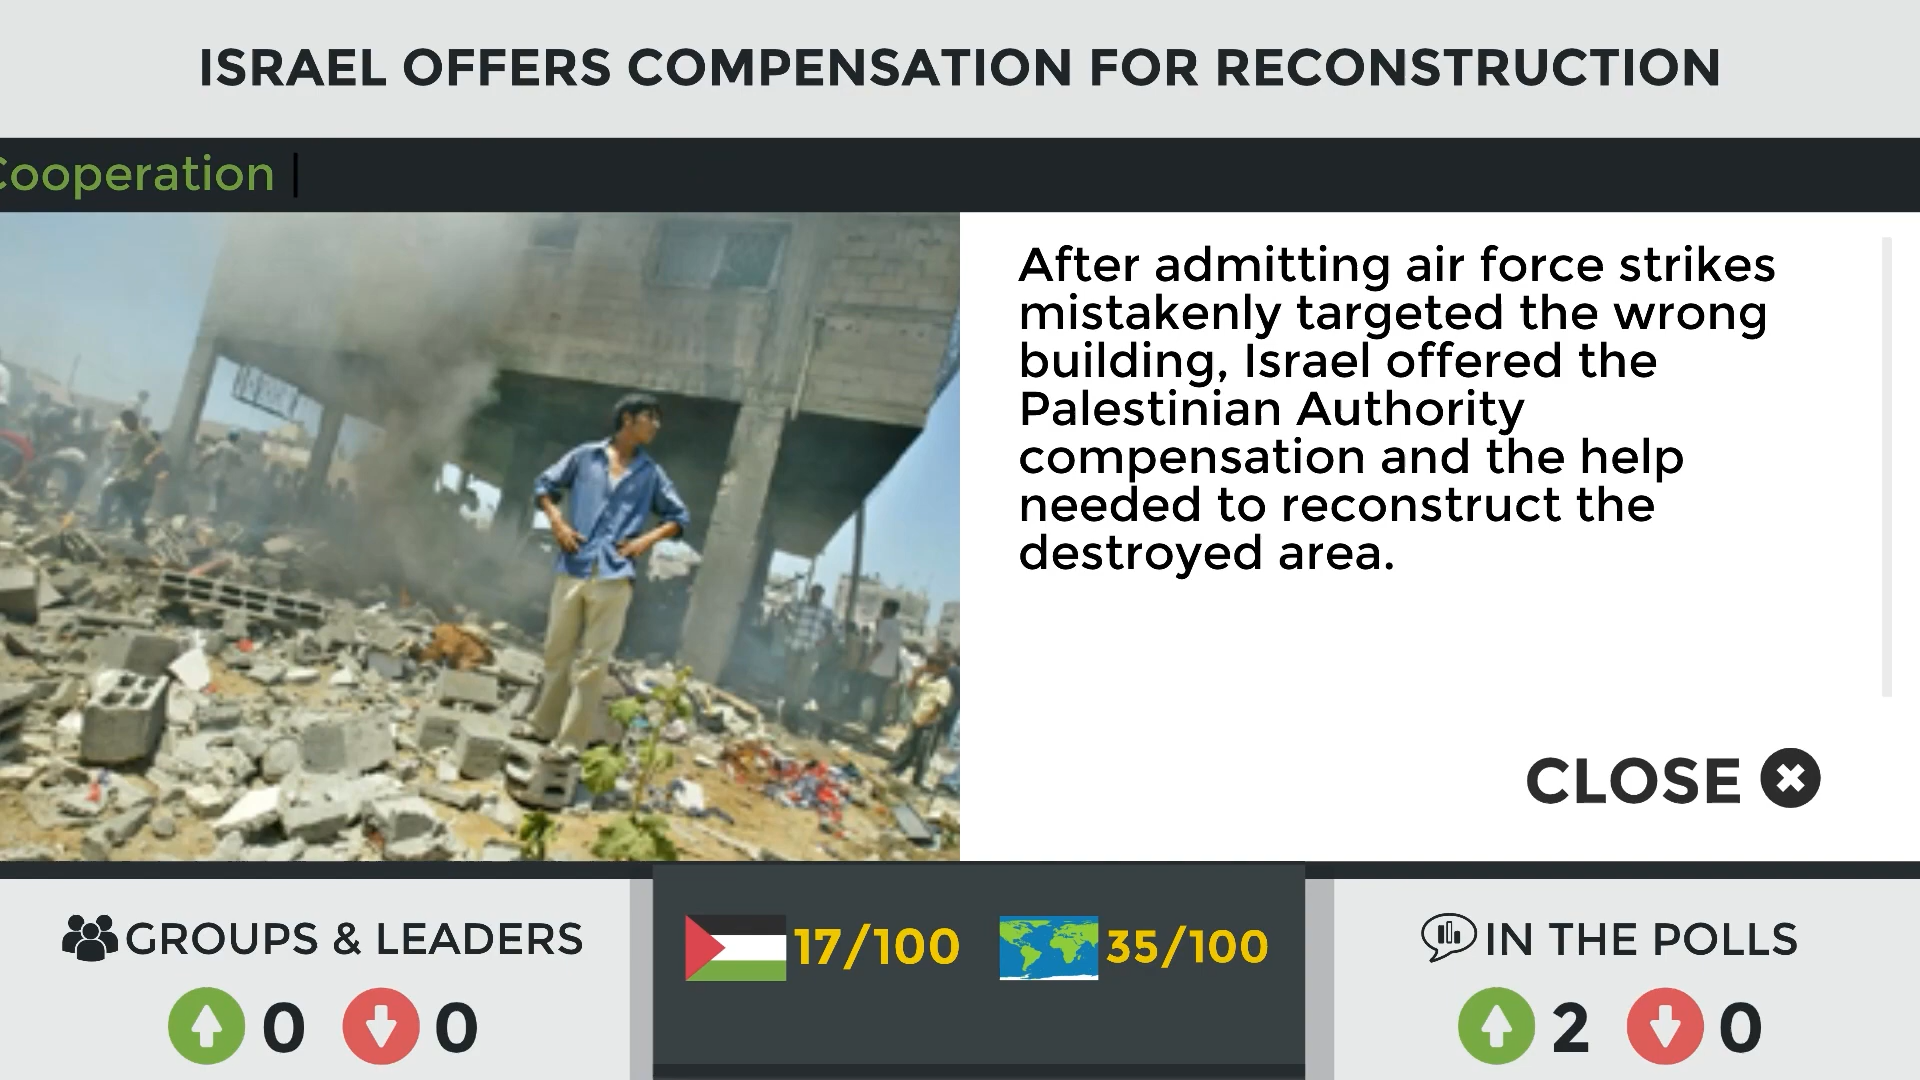 ISRAEL OFFERS COMPENSATION FOR RECONSTRUCTION
Cooperation |
After admitting air force strikes
mistakenly targeted the wrong
building, Israel offered the
Palestinian Authority
compensation and the help
needed to reconstruct the
destroyed area.
CLOSE
GROUPS & LEADERS
0 0
17/100 35/100
IN THE POLLS
2 0